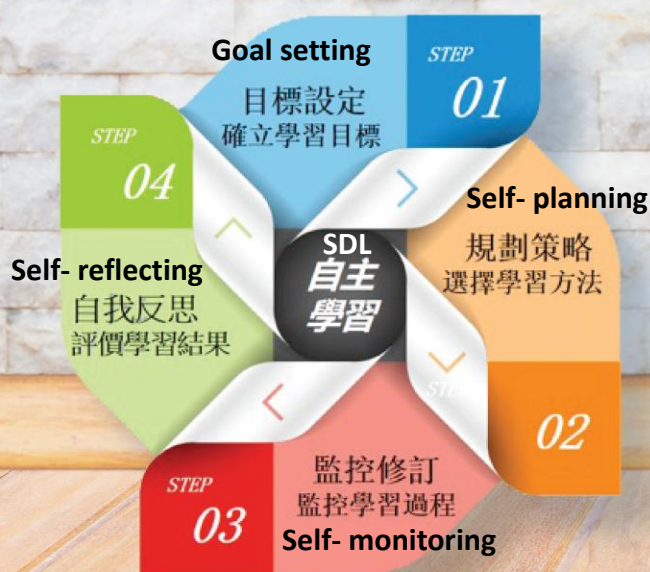 Goal setting
STEP
01
目標設定
確立學習目標
Self- planning
規劃策略
選擇學習方法
STEP
02
監控修訂
監控學習過程
Self- monitoring
STEP
03
Self- reflecting
自我反思
評價學習結果
STEP
04
SDL
自主
學習